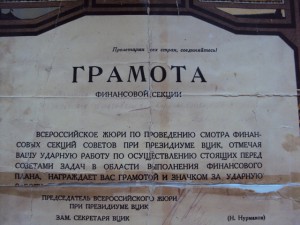 Пролетарии всех стран, соединяйтесь!
ГРАМОТА
ФИНАНСОВОЙ СЕКЦИИ
ВСЕРОССИЙСКОЕ ЖЮРИ ПО ПРОВЕДЕНИЮ СМОТРА ФИНАН-
СОВЫХ СЕКЦИЙ СОВЕТОВ ПРИ ПРЕЗИДИУМЕ ВЦИК, ОТМЕЧАЯ
ВАШУ УДАРНУЮ РАБОТУ ПО ОСУЩЕСТВЛЕНИЮ СТОЯЩИХ ПЕРЕД
СОВЕТАМИ ЗАДАЧ В ОБЛАСТИ ВЫПОЛНЕНИЯ ФИНАНСОВОГО
ПЛАНА, НАГРАЖДАЕТ ВАС ГРАМОТОЙ И ЗНАЧКОМ ЗА УДАРНУЮ
ПРЕДСЕДАТЕЛЬ ВСЕРОССИЙСКОГО ЖЮРИ
ПРИ ПРЕЗИДИУМЕ ВЦИК
ЗАМ. СЕКРЕТАРЯ ВЦИК (Н. Нурмаков)